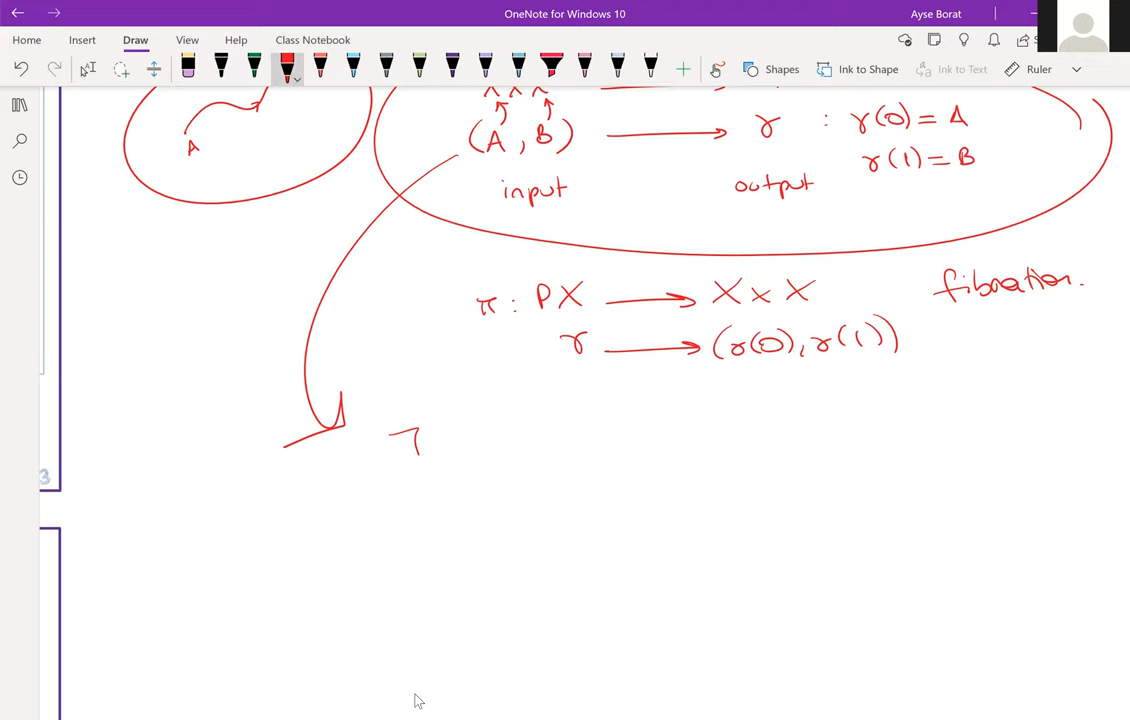 OneNote for Windows 10
Ayse Borat
Home Insert Draw View Help Class Notebook
Shapes Ink to Shape Ink to Text Ruler
A
(A, B) → γ : γ(0) = A
γ(1) = B
input output
π : PX → X x X fibration.
γ → (γ(0), γ(1))
3